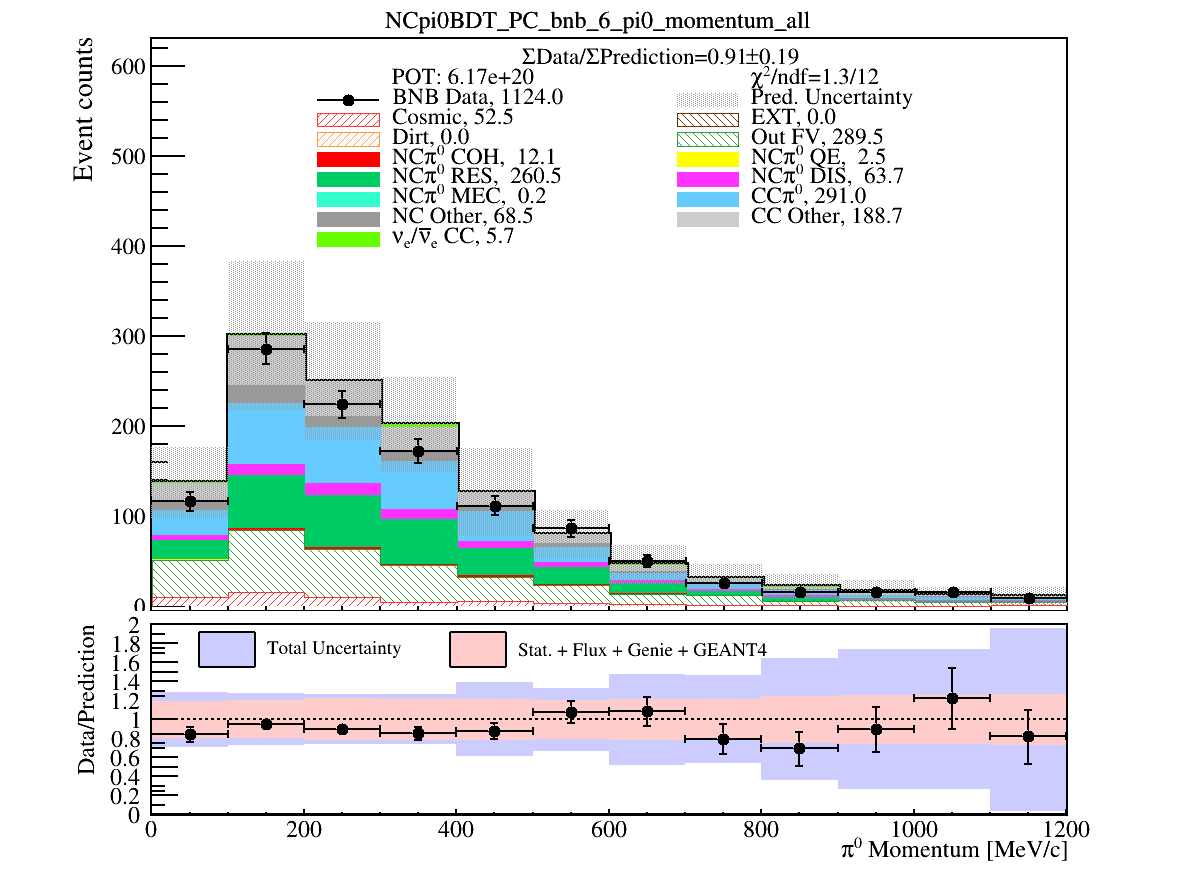 NCpi0BDT_PC_bnb_6_pi0_momentum_all
ΣData/ΣPrediction=0.91±0.19
POT: 6.17e+20
χ²/ndf=1.3/12
BNB Data, 1124.0
Pred. Uncertainty
Cosmic, 52.5
EXT, 0.0
Dirt, 0.0
Out FV, 289.5
NCπ⁰ COH, 12.1
NCπ⁰ QE, 2.5
NCπ⁰ RES, 260.5
NCπ⁰ DIS, 63.7
NCπ⁰ MEC, 0.2
CCπ⁰, 291.0
NC Other, 68.5
CC Other, 188.7
νₑ/ν̅ₑ CC, 5.7
Event counts
600
500
400
300
200
100
0
Total Uncertainty
Stat. + Flux + Genie + GEANT4
Data/Prediction
2
1.8
1.6
1.4
1.2
1
0.8
0.6
0.4
0.2
0
0 200 400 600 800 1000 1200
π⁰ Momentum [MeV/c]